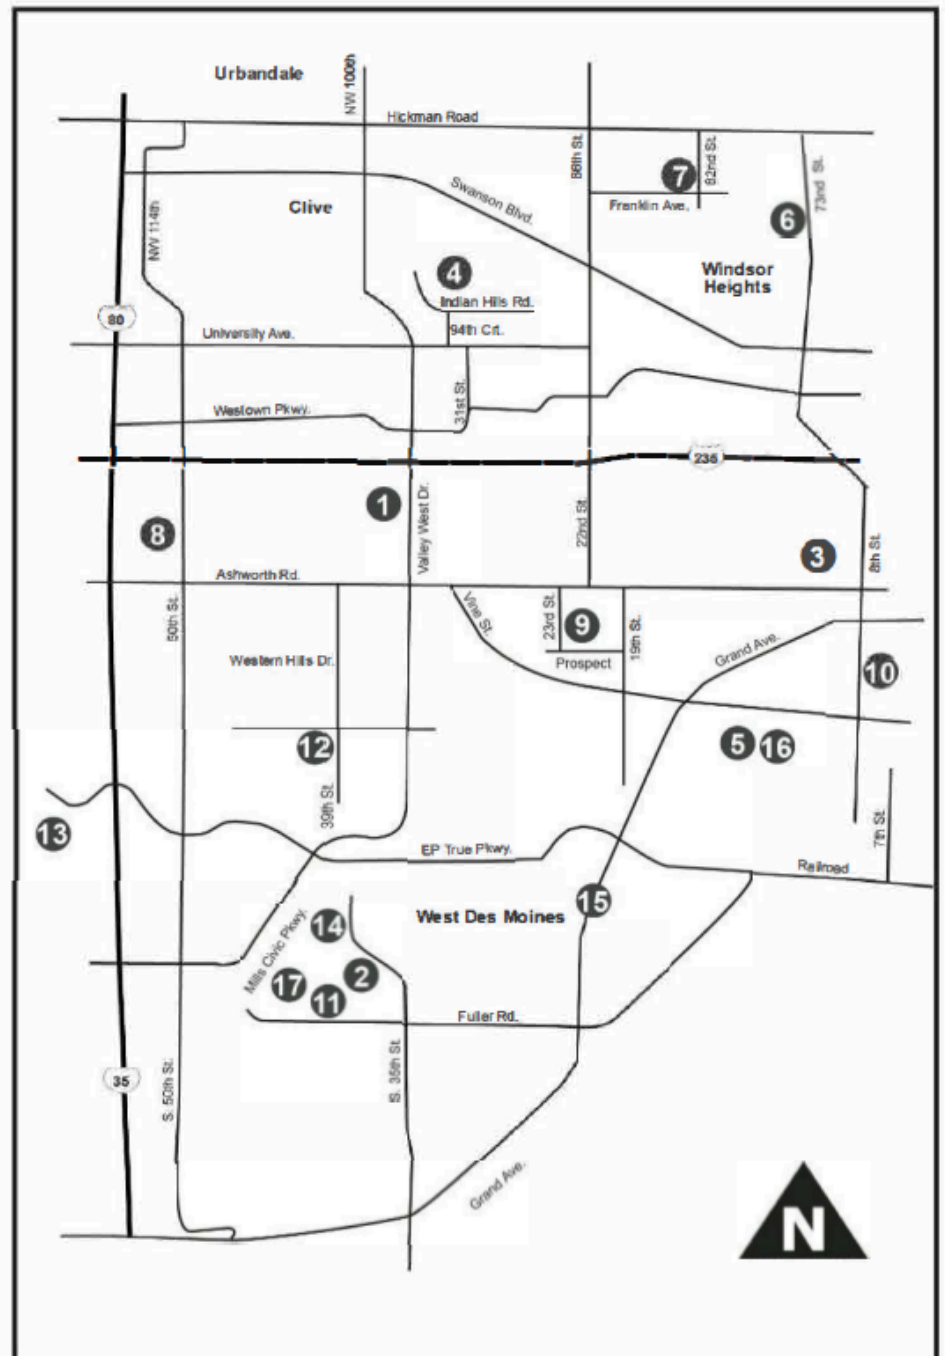 Urbandale
NW 100th
Hickman Road
86th St.
82nd St.
7
73nd St.
Swanson Blvd.
Franklin Ave.
Clive
NW 114th
6
4
Windsor
Heights
Indian Hills Rd.
80
94th Crt.
University Ave.
31st St.
Westown Pkwy.
235
1
Valley West Dr.
22nd St.
8
3
8th St.
Ashworth Rd.
50th St.
Vine St.
23rd St.
9
19th St.
Grand Ave.
Western Hills Dr.
Prospect
10
12
5
16
39th St.
13
7th St.
EP True Pkwy.
Railroad
15
West Des Moines
14
Mills Civic Pkwy.
2
17
11
Fuller Rd.
S. 50th St.
35
S. 35th St.
Grand Ave.
N